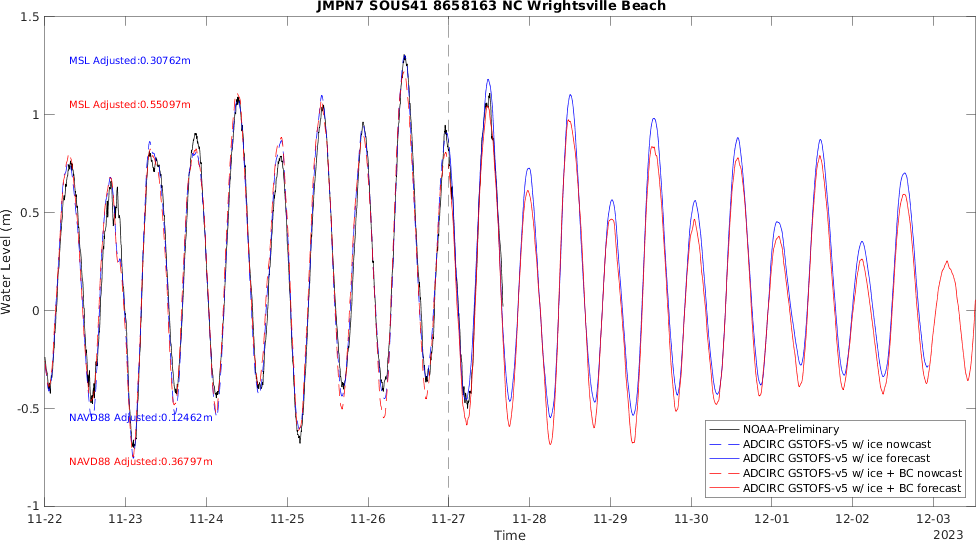 JMPN7 SOUS41 8658163 NC Wrightsville Beach
1.5
1
0.5
0
-0.5
-1
Water Level (m)
MSL Adjusted:0.30762m
MSL Adjusted:0.55097m
NAVD88 Adjusted:0.12462m
NAVD88 Adjusted:0.36797m
NOAA-Preliminary
ADCIRC GSTOFS-v5 w/ ice nowcast
ADCIRC GSTOFS-v5 w/ ice forecast
ADCIRC GSTOFS-v5 w/ ice + BC nowcast
ADCIRC GSTOFS-v5 w/ ice + BC forecast
11-22 11-23 11-24 11-25 11-26 11-27 11-28 11-29 11-30 12-01 12-02 12-03
2023
Time